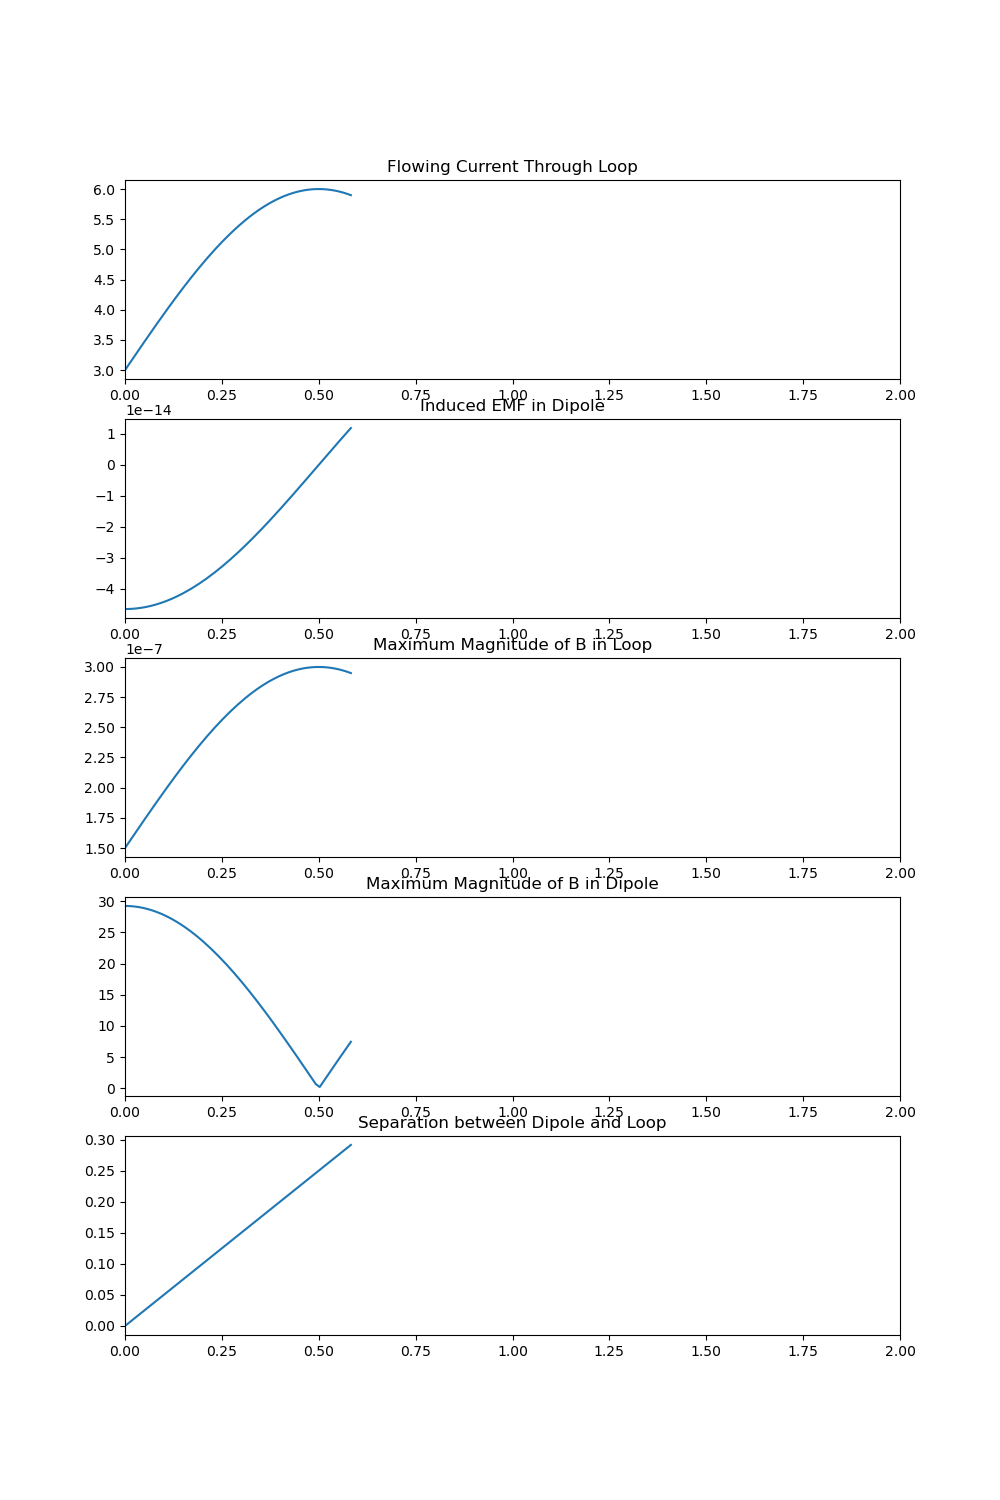 Flowing Current Through Loop
6.0
5.5
5.0
4.5
4.0
3.5
3.0
0.00 0.25 0.50 0.75 1.00 1.25 1.50 1.75 2.00
Induced EMF in Dipole
1e−14
1
0
−1
−2
−3
−4
0.00 0.25 0.50 0.75 1.00 1.25 1.50 1.75 2.00
Maximum Magnitude of B in Loop
1e−7
3.00
2.75
2.50
2.25
2.00
1.75
1.50
0.00 0.25 0.50 0.75 1.00 1.25 1.50 1.75 2.00
Maximum Magnitude of B in Dipole
30
25
20
15
10
5
0
0.00 0.25 0.50 0.75 1.00 1.25 1.50 1.75 2.00
Separation between Dipole and Loop
0.30
0.25
0.20
0.15
0.10
0.05
0.00
0.00 0.25 0.50 0.75 1.00 1.25 1.50 1.75 2.00